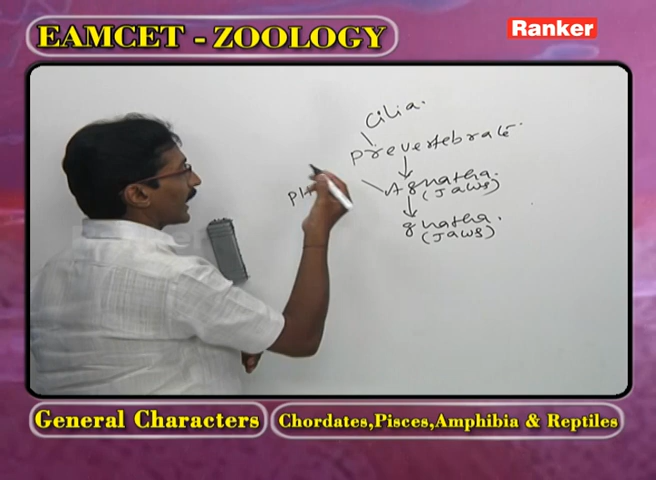 EAMCET - ZOOLOGY
Ranker
Cilia.
Prevertebrate.
Agnatha.
(Jaws)
gnatha.
(Jaws)
General Characters
Chordates,Pisces,Amphibia & Reptiles